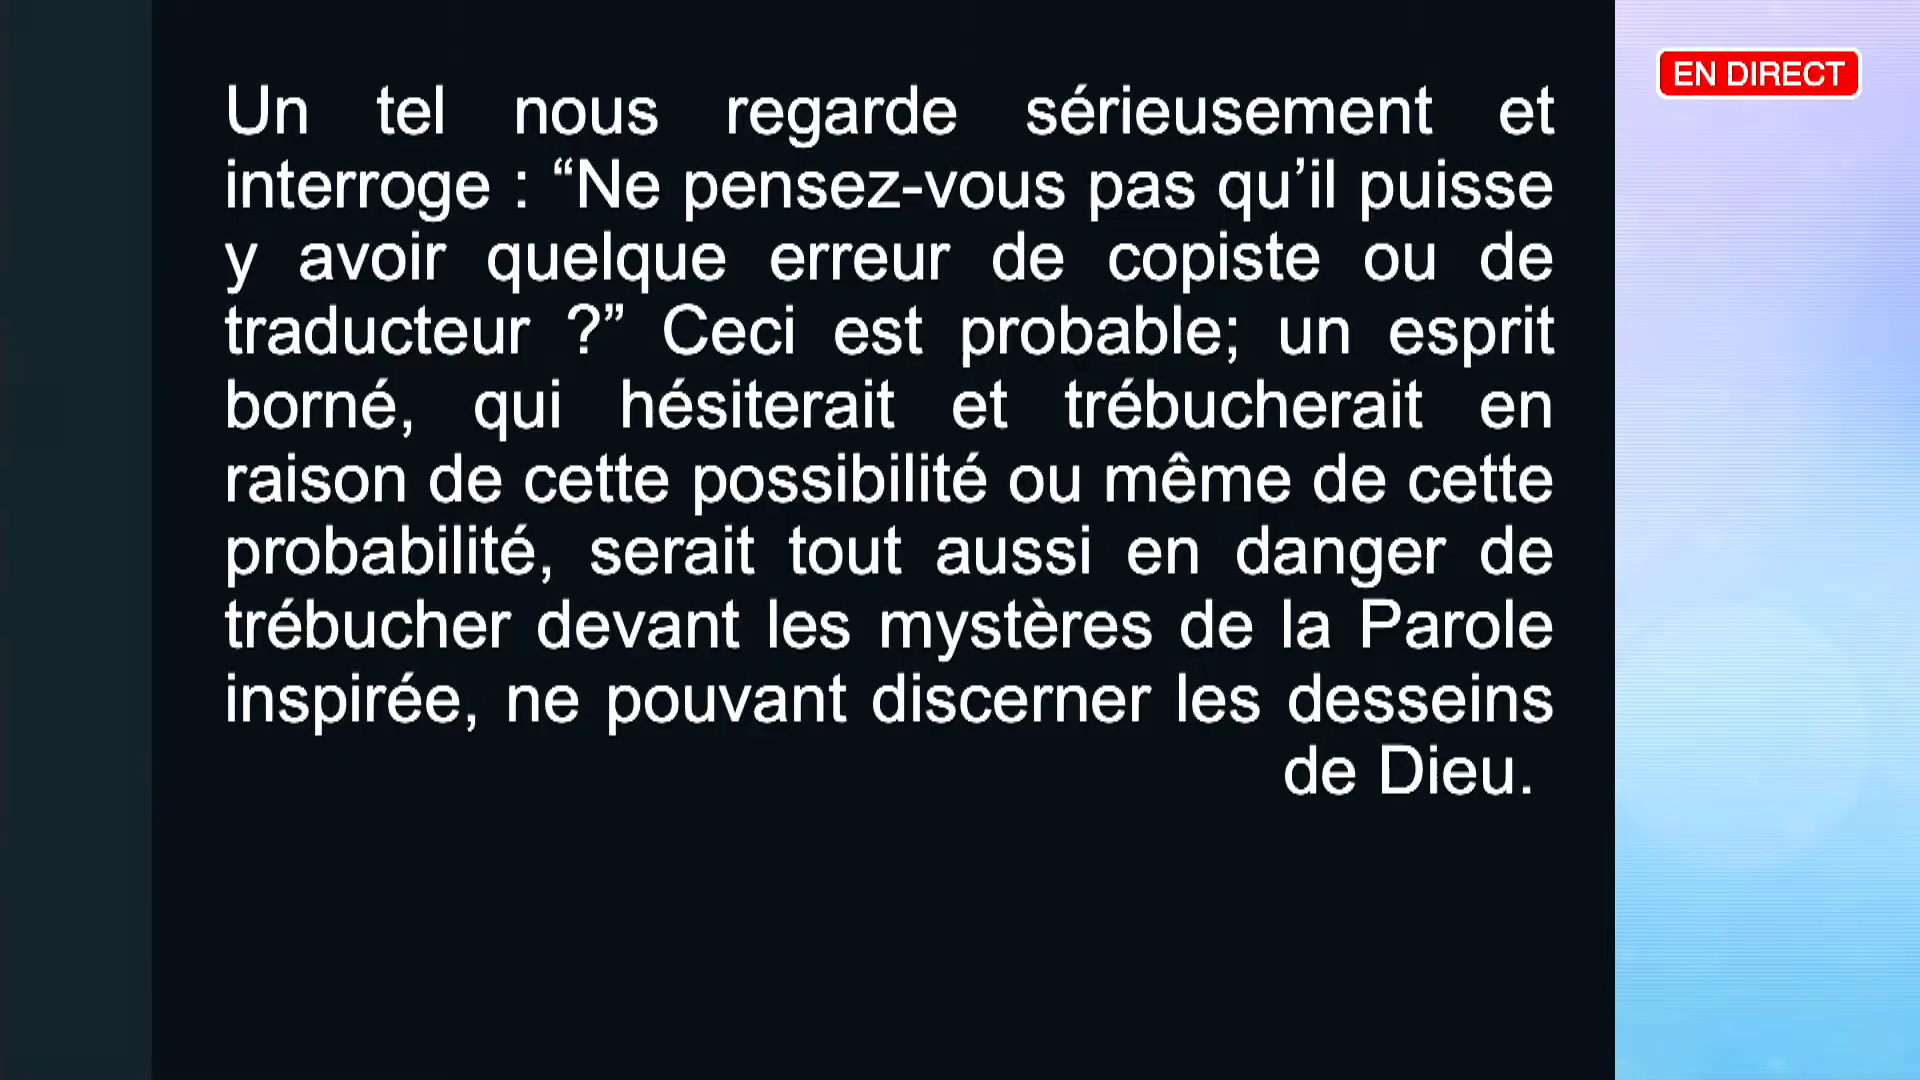 EN DIRECT
Un tel nous regarde sérieusement et
interroge : “Ne pensez-vous pas qu’il puisse
y avoir quelque erreur de copiste ou de
traducteur ?” Ceci est probable; un esprit
borné, qui hésiterait et trébucherait en
raison de cette possibilité ou même de cette
probabilité, serait tout aussi en danger de
trébucher devant les mystères de la Parole
inspirée, ne pouvant discerner les desseins
de Dieu.